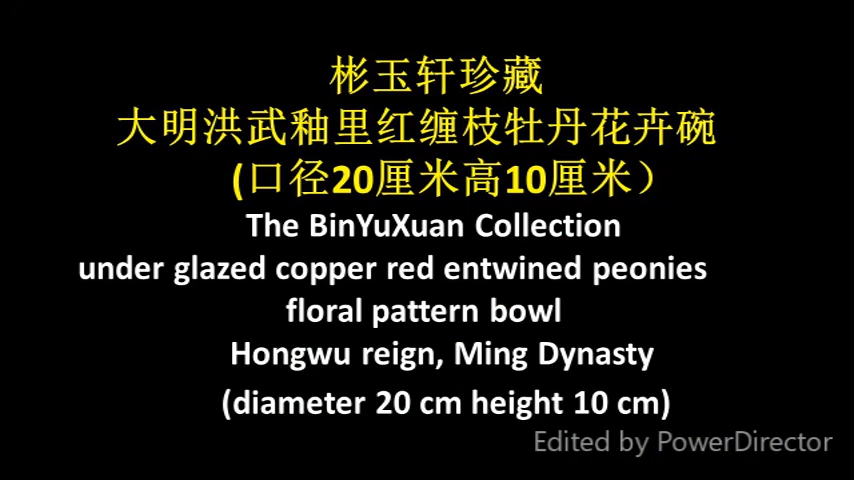 彬玉轩珍藏
大明洪武釉里红缠枝牡丹花卉碗
(口径20厘米高10厘米）
The BinYuXuan Collection
under glazed copper red entwined peonies
floral pattern bowl
Hongwu reign, Ming Dynasty
(diameter 20 cm height 10 cm)
Edited by PowerDirector